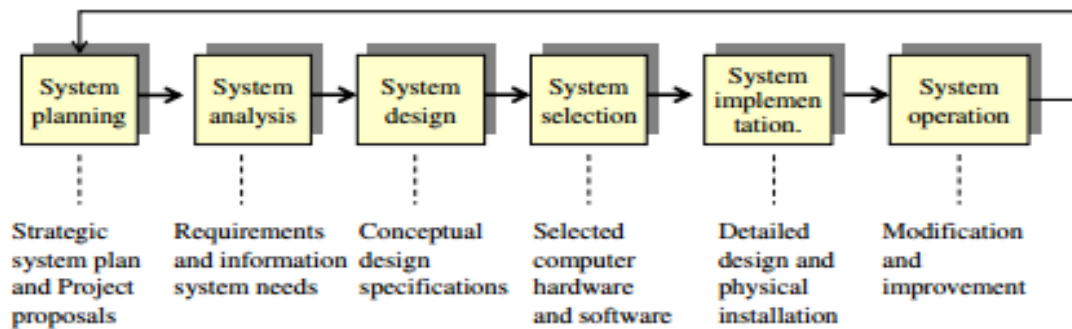 System
planning
System
analysis
System
design
System
selection
System
implemen
tation.
System
operation
Strategic
system plan
and Project
proposals
Requirements
and information
system needs
Conceptual
design
specifications
Selected
computer
hardware
and software
Detailed
design and
physical
installation
Modification
and
improvement